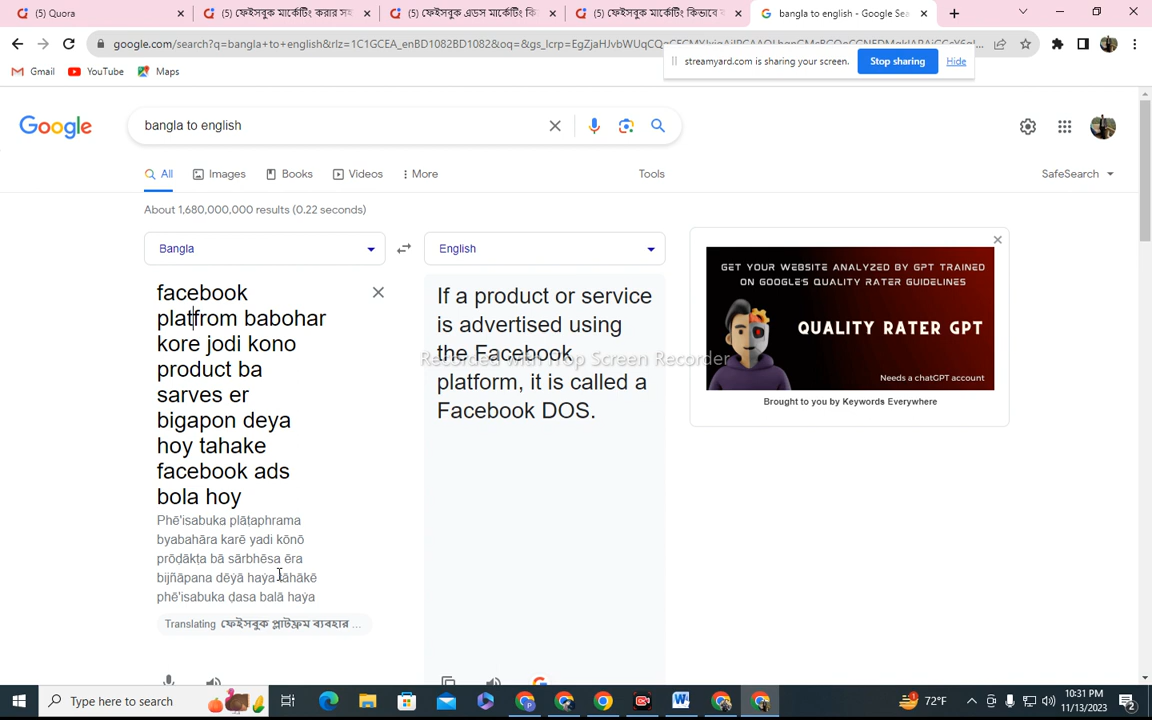 (5) Quora
(5) ফেইসবুক মার্কেটিং করার সহ
(5) ফেইসবুক এডস মার্কেটিং কি
(5) ফেইসবুক মার্কেটিং কিভাবে ক
bangla to english - Google Sea
google.com/search?q=bangla+to+english&rlz=1C1GCEA_enBD1082BD1082&oq=&gs_lcrp=
streamyard.com is sharing your screen.
Stop sharing
Hide
Gmail
YouTube
Maps
Google
bangla to english
All
Images
Books
Videos
More
Tools
SafeSearch
About 1,680,000,000 results (0.22 seconds)
Bangla
English
facebook
platfrom babohar
kore jodi kono
product ba
sarves er
bigapon deya
hoy tahake
facebook ads
bola hoy
Phē'isabuka plāṭaphrama
byabahāra karē yadi kōnō
prōḍākṭa bā sārbhēsa ēra
bijñāpana dēẏā haẏa tāhākē
phē'isabuka ḍasa balā haẏa
Translating ফেইসবুক প্লাটফ্রম ব্যবহার ...
If a product or service
is advertised using
the Facebook
platform, it is called a
Facebook DOS.
Recorded with iTop Screen Recorder
GET YOUR WEBSITE ANALYZED BY GPT TRAINED
ON GOOGLE'S QUALITY RATER GUIDELINES
QUALITY RATER GPT
Needs a chatGPT account
Brought to you by Keywords Everywhere
Type here to search
72°F
10:31 PM
11/13/2023
2